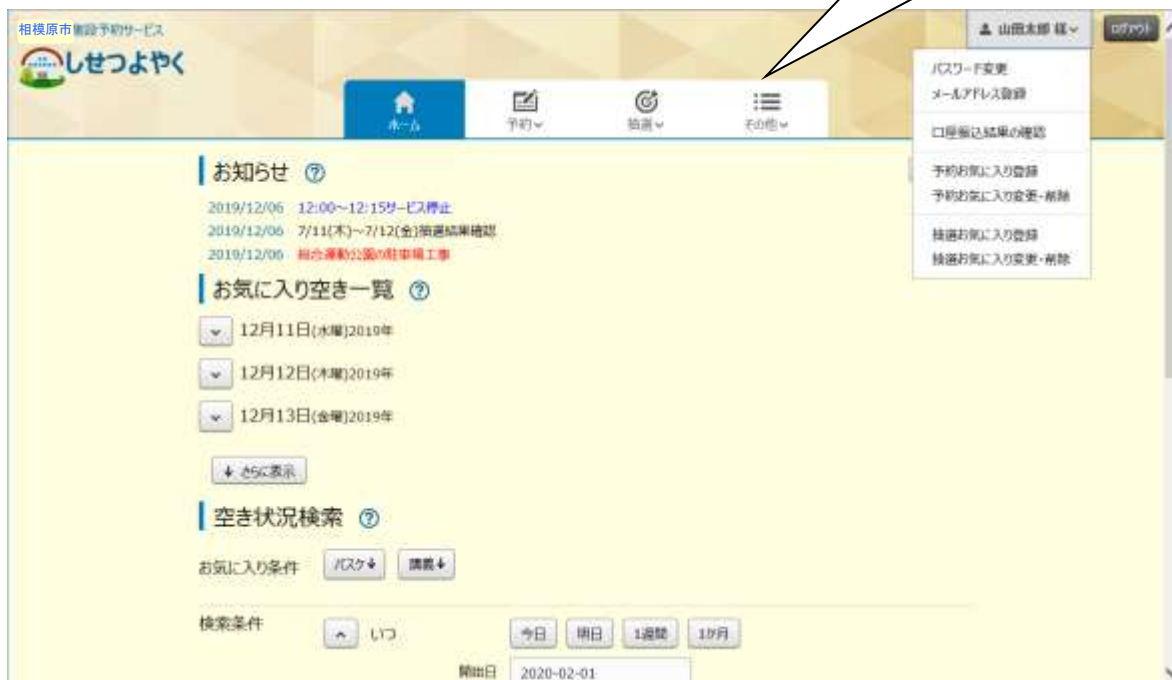 相模原市施設予約サービス
しせつよやく
山田太郎 様
ログアウト
ホーム
予約
抽選
その他
パスワード変更
メールアドレス登録
口座振込結果の確認
予約お気に入り登録
予約お気に入り変更・削除
抽選お気に入り登録
抽選お気に入り変更・削除
お知らせ ?
2019/12/06 12:00～12:15サービス停止
2019/12/06 7/11(木)～7/12(金)抽選結果確認
2019/12/06 総合運動公園の駐車場工事
お気に入り空き一覧 ?
12月11日(水曜)2019年
12月12日(木曜)2019年
12月13日(金曜)2019年
さらに表示
空き状況検索 ?
お気に入り条件 バスケ 講義
検索条件 いつ 今日 明日 1週間 1か月
開始日 2020-02-01